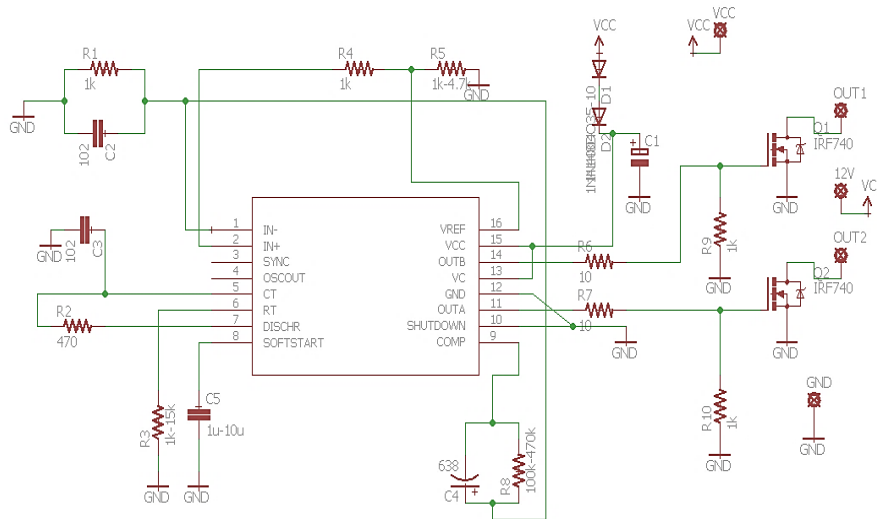 VCC
VCC
VCC
R1
1k
GND
102
C2
R4
1k
R5
1k-4.7k
GND
D1
D2
C1
GND
OUT1
Q1
IRF740
GND
12V
VC
R9
1k
GND
GND
102
C3
1
IN-
2
IN+
3
SYNC
4
OSCOUT
5
CT
6
RT
7
DISCHR
8
SOFTSTART
VREF
16
VCC
15
OUTB
14
VC
13
GND
12
OUTA
11
SHUTDOWN
10
COMP
9
R2
470
R6
10
R7
10
GND
OUT2
Q2
IRF740
GND
R3
1k-15k
GND
C5
1u-10u
GND
638
C4
R8
100k-470k
R10
1k
GND
GND
GND